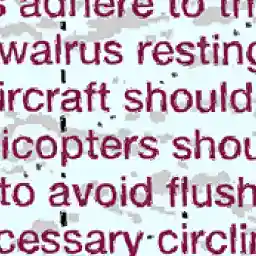 s adhere to th
walrus resting
ircraft should
icopters shou
to avoid flush
cessary circlin